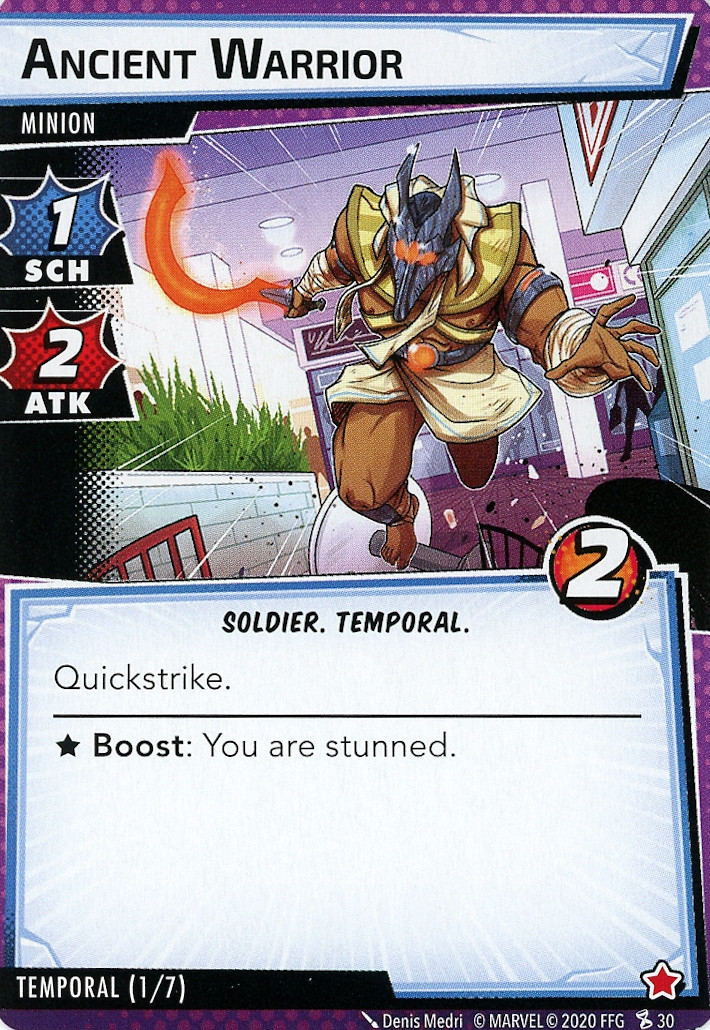 ANCIENT WARRIOR
MINION
1
SCH
2
ATK
2
SOLDIER. TEMPORAL.
Quickstrike.
★ Boost: You are stunned.
TEMPORAL (1/7)
Denis Medri © MARVEL © 2020 FFG 30